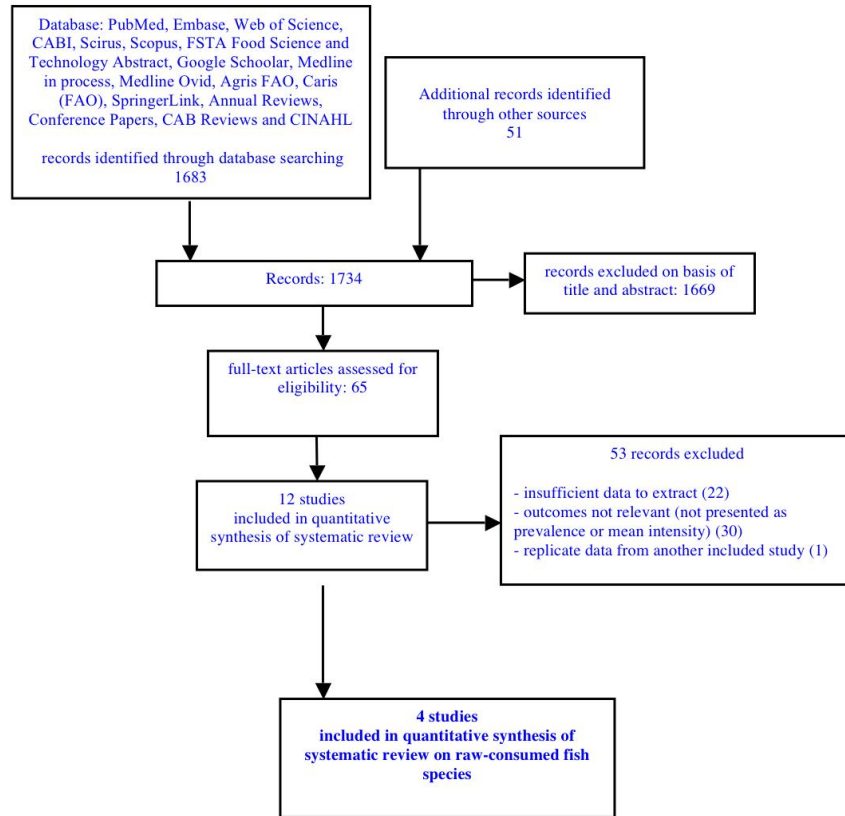 Database: PubMed, Embase, Web of Science,
CABI, Scirus, Scopus, FSTA Food Science and
Technology Abstract, Google Schoolar, Medline
in process, Medline Ovid, Agris FAO, Caris
(FAO), SpringerLink, Annual Reviews,
Conference Papers, CAB Reviews and CINAHL
records identified through database searching
1683
Additional records identified
through other sources
51
Records: 1734
records excluded on basis of
title and abstract: 1669
full-text articles assessed for
eligibility: 65
53 records excluded
- insufficient data to extract (22)
- outcomes not relevant (not presented as
prevalence or mean intensity) (30)
- replicate data from another included study (1)
12 studies
included in quantitative
synthesis of systematic review
4 studies
included in quantitative synthesis of
systematic review on raw-consumed fish
species